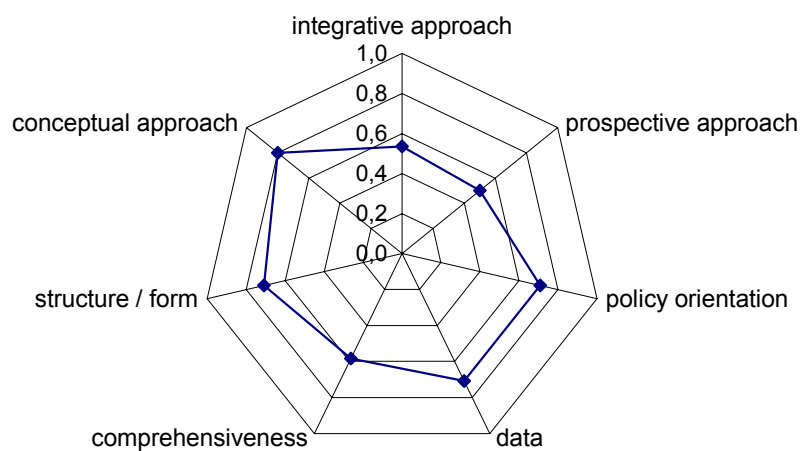 integrative approach
1,0
0,8
conceptual approach
prospective approach
0,6
0,4
0,2
0,0
structure / form
policy orientation
comprehensiveness
data